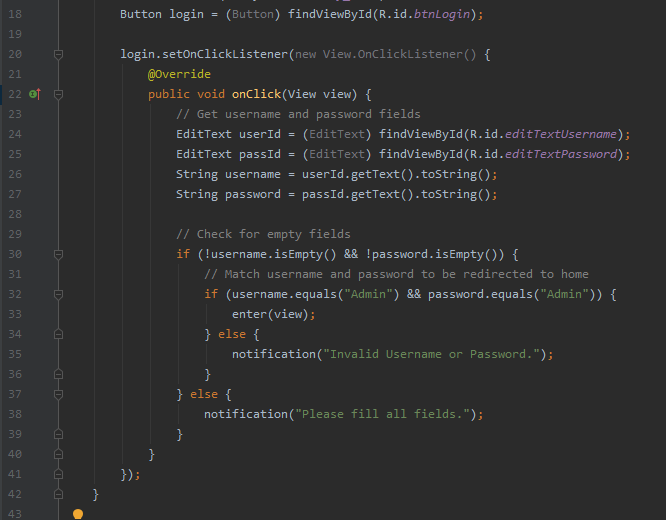 18 Button login = (Button) findViewById(R.id.btnLogin);
19
20 login.setOnClickListener(new View.OnClickListener() {
21 @Override
22 public void onClick(View view) {
23 // Get username and password fields
24 EditText userId = (EditText) findViewById(R.id.editTextUsername);
25 EditText passId = (EditText) findViewById(R.id.editTextPassword);
26 String username = userId.getText().toString();
27 String password = passId.getText().toString();
28
29 // Check for empty fields
30 if (!username.isEmpty() && !password.isEmpty()) {
31 // Match username and password to be redirected to home
32 if (username.equals("Admin") && password.equals("Admin")) {
33 enter(view);
34 } else {
35 notification("Invalid Username or Password.");
36 }
37 } else {
38 notification("Please fill all fields.");
39 }
40 }
41 });
42 }
43